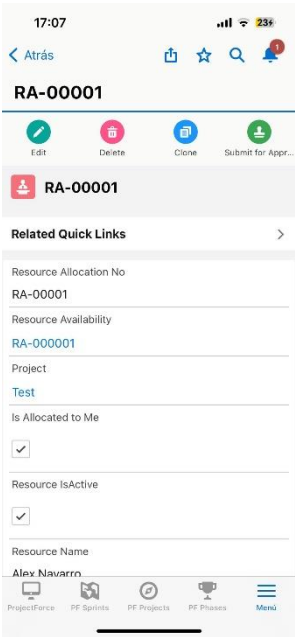 17:07
23
Atrás
1
RA-00001
Edit
Delete
Clone
Submit for Appr...
RA-00001
Related Quick Links
Resource Allocation No
RA-00001
Resource Availability
RA-000001
Project
Test
Is Allocated to Me
Resource IsActive
Resource Name
Alex Navarro
ProjectForce
PF Sprints
PF Projects
PF Phases
Menú